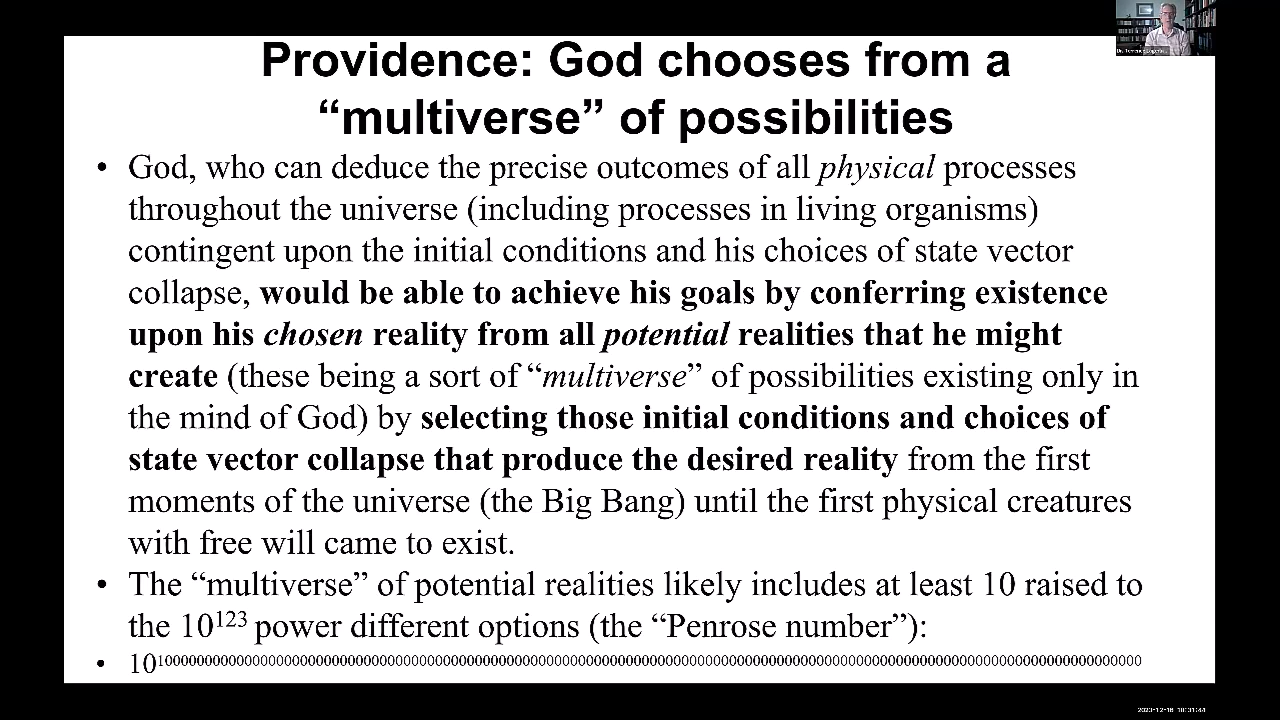 Providence: God chooses from a
“multiverse” of possibilities
• God, who can deduce the precise outcomes of all physical processes
throughout the universe (including processes in living organisms)
contingent upon the initial conditions and his choices of state vector
collapse, would be able to achieve his goals by conferring existence
upon his chosen reality from all potential realities that he might
create (these being a sort of “multiverse” of possibilities existing only in
the mind of God) by selecting those initial conditions and choices of
state vector collapse that produce the desired reality from the first
moments of the universe (the Big Bang) until the first physical creatures
with free will came to exist.
• The “multiverse” of potential realities likely includes at least 10 raised to
the 10¹²³ power different options (the “Penrose number”):
Dr. Terrence